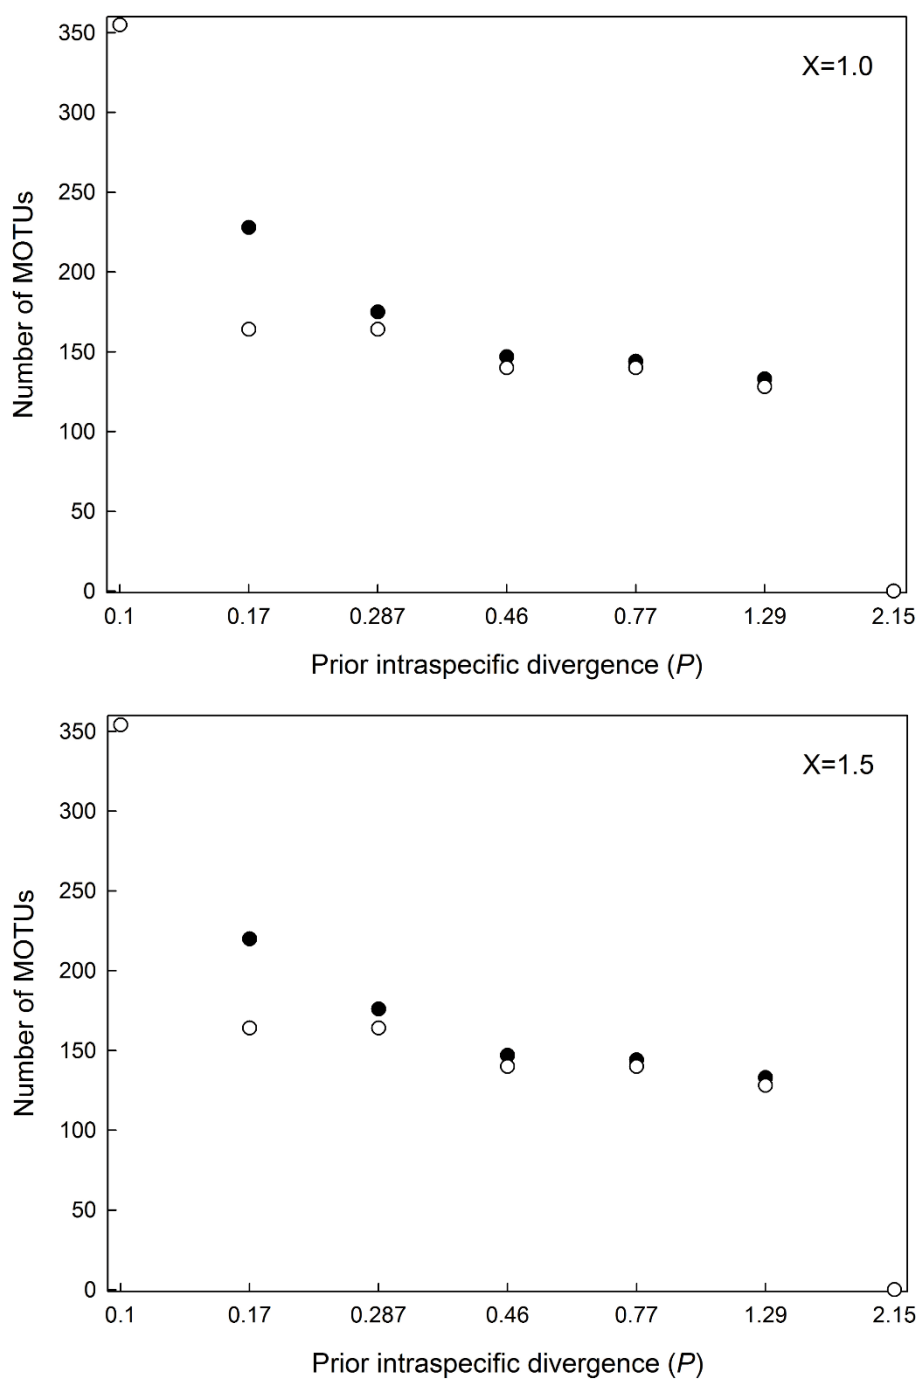 X=1.0
Number of MOTUs
350
300
250
200
150
100
50
0
0.1 0.17 0.287 0.46 0.77 1.29 2.15
Prior intraspecific divergence (P)
X=1.5
Number of MOTUs
350
300
250
200
150
100
50
0
0.1 0.17 0.287 0.46 0.77 1.29 2.15
Prior intraspecific divergence (P)